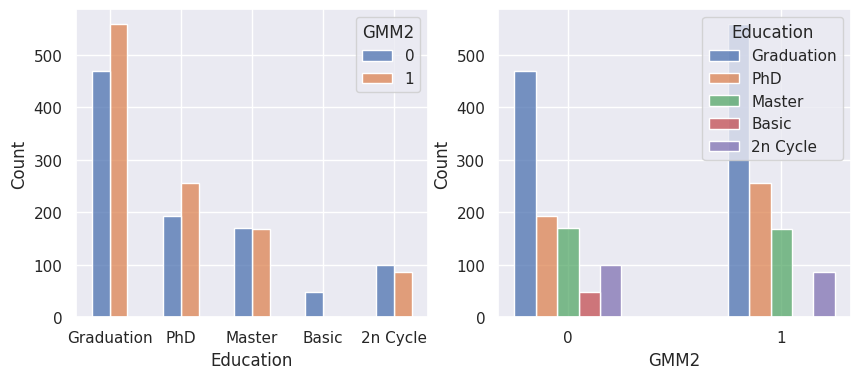 GMM2
0
1
500
400
300
200
100
0
Count
Graduation PhD Master Basic 2n Cycle
Education
Education
Graduation
PhD
Master
Basic
2n Cycle
500
400
300
200
100
0
Count
0 1
GMM2